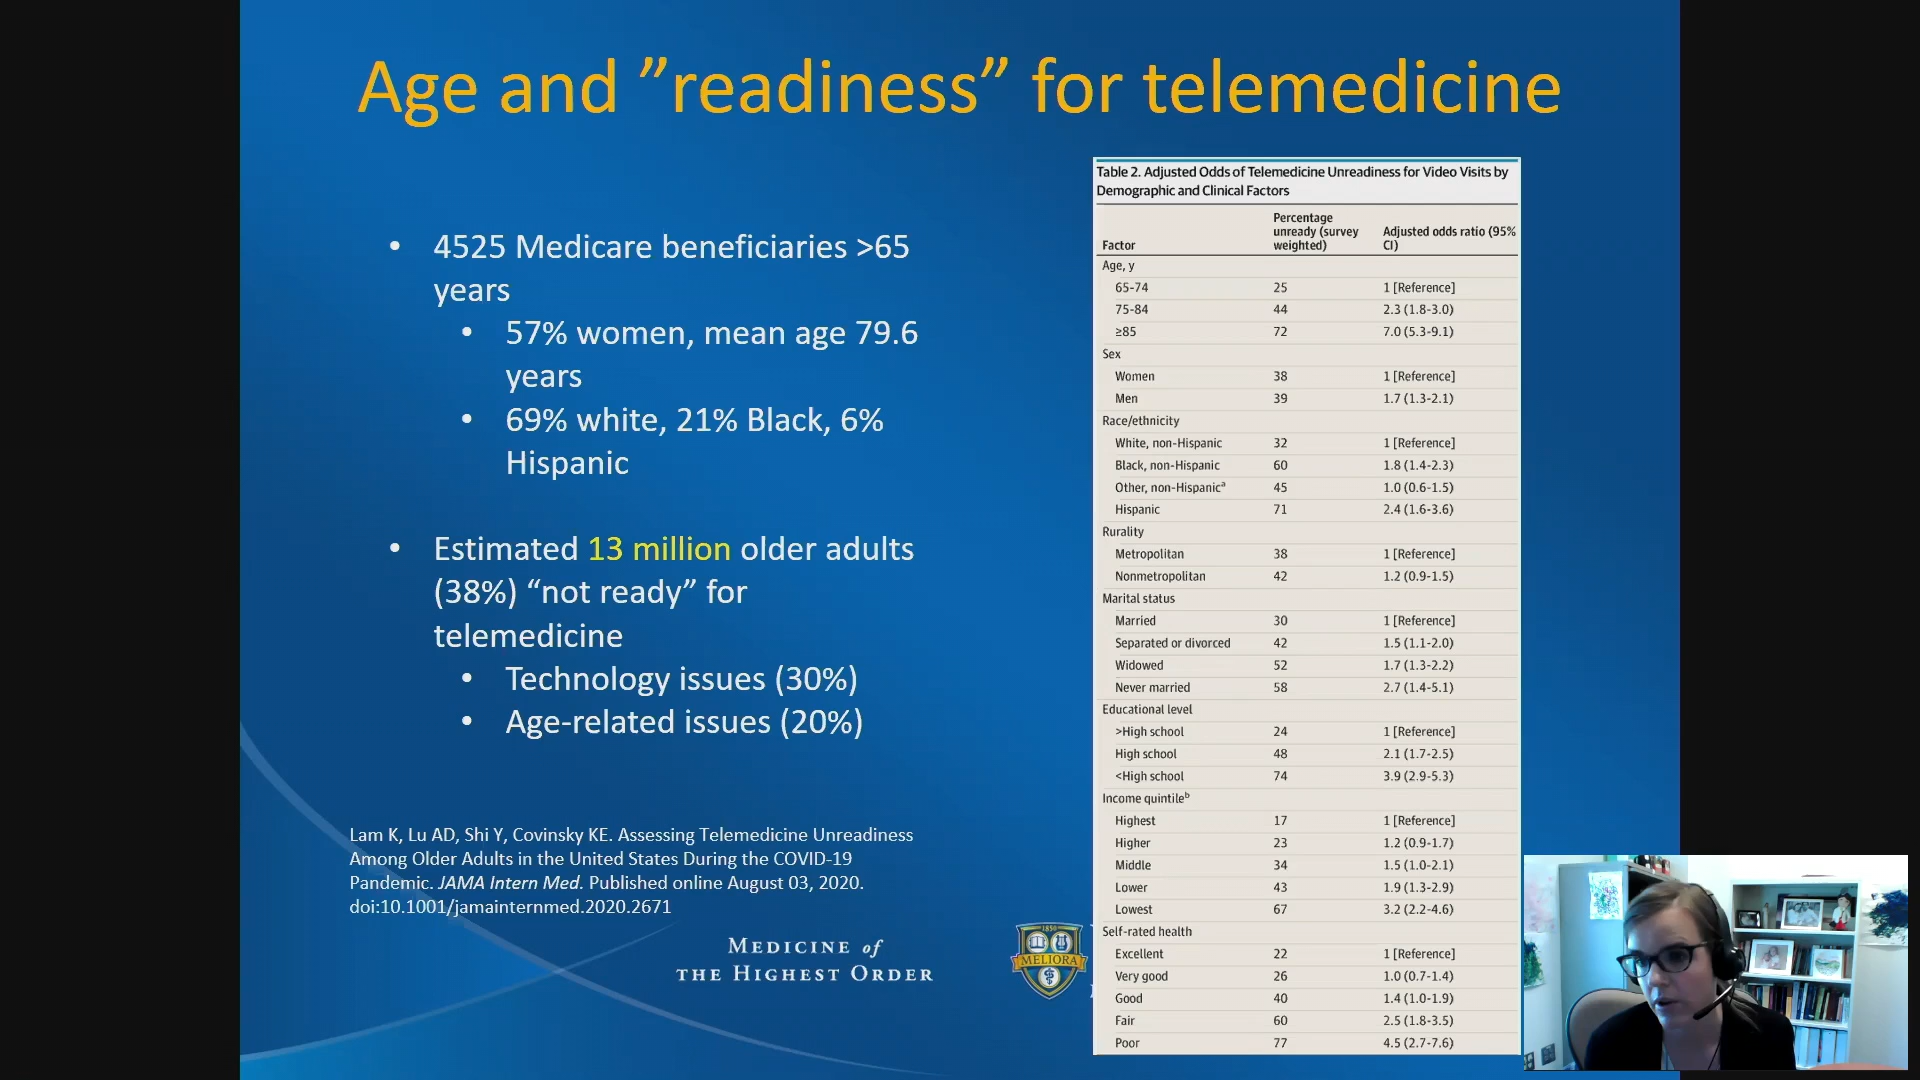 Age and ”readiness” for telemedicine
• 4525 Medicare beneficiaries >65
years
• 57% women, mean age 79.6
years
• 69% white, 21% Black, 6%
Hispanic
• Estimated 13 million older adults
(38%) “not ready” for
telemedicine
• Technology issues (30%)
• Age-related issues (20%)
Lam K, Lu AD, Shi Y, Covinsky KE. Assessing Telemedicine Unreadiness
Among Older Adults in the United States During the COVID-19
Pandemic. JAMA Intern Med. Published online August 03, 2020.
doi:10.1001/jamainternmed.2020.2671
MEDICINE of
THE HIGHEST ORDER
1850
MELIORA
Table 2. Adjusted Odds of Telemedicine Unreadiness for Video Visits by
Demographic and Clinical Factors
Factor Percentage unready (survey weighted) Adjusted odds ratio (95% CI)
Age, y
65-74 25 1 [Reference]
75-84 44 2.3 (1.8-3.0)
≥85 72 7.0 (5.3-9.1)
Sex
Women 38 1 [Reference]
Men 39 1.7 (1.3-2.1)
Race/ethnicity
White, non-Hispanic 32 1 [Reference]
Black, non-Hispanic 60 1.8 (1.4-2.3)
Other, non-Hispanicᵃ 45 1.0 (0.6-1.5)
Hispanic 71 2.4 (1.6-3.6)
Rurality
Metropolitan 38 1 [Reference]
Nonmetropolitan 42 1.2 (0.9-1.5)
Marital status
Married 30 1 [Reference]
Separated or divorced 42 1.5 (1.1-2.0)
Widowed 52 1.7 (1.3-2.2)
Never married 58 2.7 (1.4-5.1)
Educational level
>High school 24 1 [Reference]
High school 48 2.1 (1.7-2.5)
<High school 74 3.9 (2.9-5.3)
Income quintileᵇ
Highest 17 1 [Reference]
Higher 23 1.2 (0.9-1.7)
Middle 34 1.5 (1.0-2.1)
Lower 43 1.9 (1.3-2.9)
Lowest 67 3.2 (2.2-4.6)
Self-rated health
Excellent 22 1 [Reference]
Very good 26 1.0 (0.7-1.4)
Good 40 1.4 (1.0-1.9)
Fair 60 2.5 (1.8-3.5)
Poor 77 4.5 (2.7-7.6)